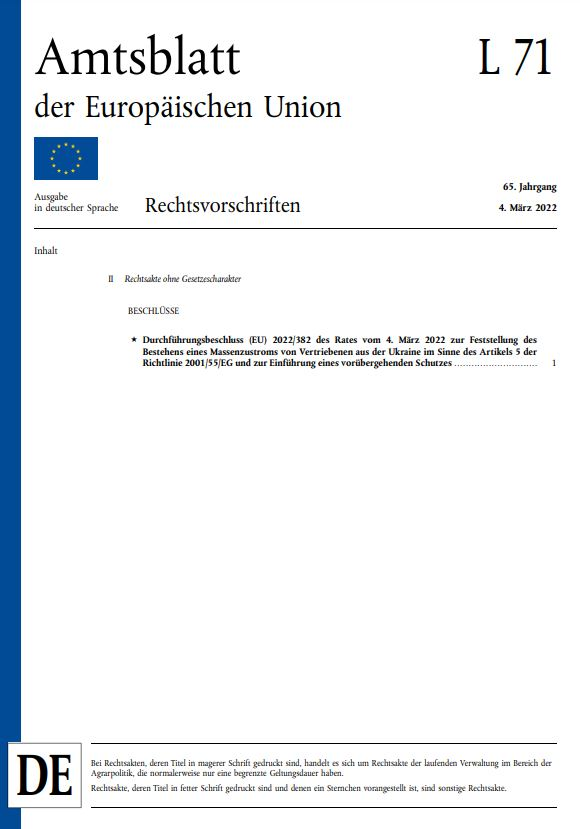 Amtsblatt
L 71
der Europäischen Union
65. Jahrgang
Ausgabe
in deutscher Sprache
Rechtsvorschriften
4. März 2022
Inhalt
II Rechtsakte ohne Gesetzescharakter
BESCHLÜSSE
★ Durchführungsbeschluss (EU) 2022/382 des Rates vom 4. März 2022 zur Feststellung des
Bestehens eines Massenzustroms von Vertriebenen aus der Ukraine im Sinne des Artikels 5 der
Richtlinie 2001/55/EG und zur Einführung eines vorübergehenden Schutzes ............................. 1
DE
Bei Rechtsakten, deren Titel in magerer Schrift gedruckt sind, handelt es sich um Rechtsakte der laufenden Verwaltung im Bereich der
Agrarpolitik, die normalerweise nur eine begrenzte Geltungsdauer haben.
Rechtsakte, deren Titel in fetter Schrift gedruckt sind und denen ein Sternchen vorangestellt ist, sind sonstige Rechtsakte.